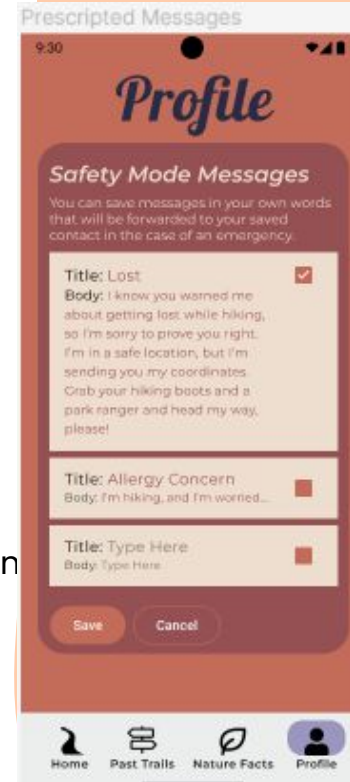 Prescripted Messages
9:30
Profile
Safety Mode Messages
You can save messages in your own words
that will be forwarded to your saved
contact in the case of an emergency.
Title: Lost
Body: I know you warned me
about getting lost while hiking,
so I'm sorry to prove you right.
I'm in a safe location, but I'm
sending you my coordinates.
Grab your hiking boots and a
park ranger and head my way,
please!
Title: Allergy Concern
Body: I'm hiking, and I'm worried...
Title: Type Here
Body: Type Here
n
Save Cancel
Home Past Trails Nature Facts Profile